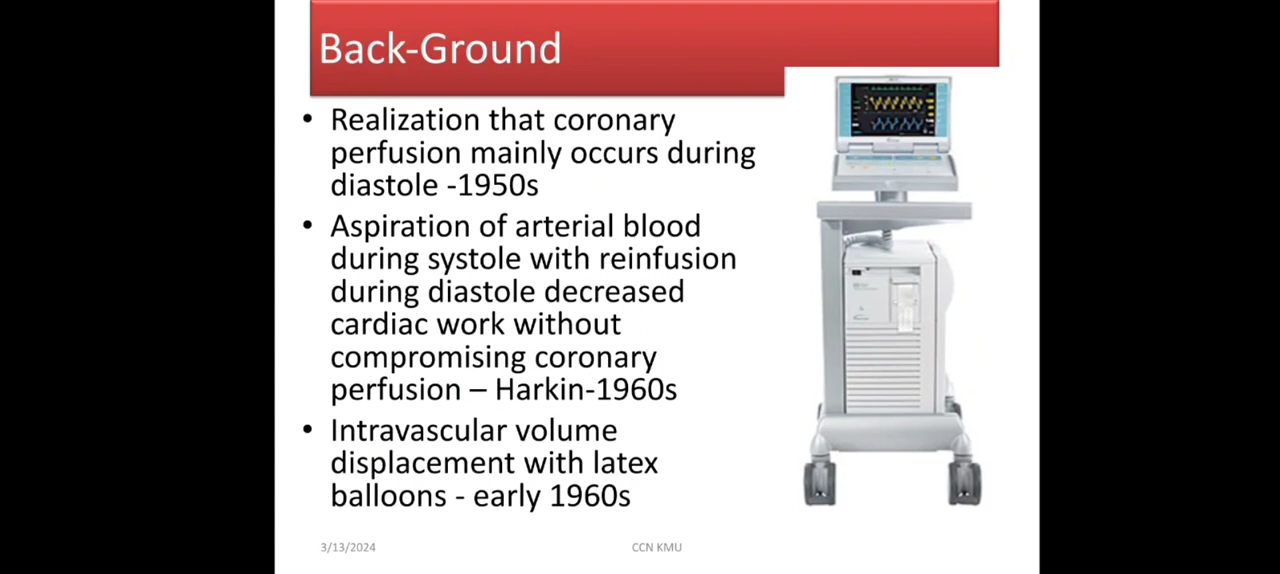 Back-Ground
• Realization that coronary
perfusion mainly occurs during
diastole -1950s
• Aspiration of arterial blood
during systole with reinfusion
during diastole decreased
cardiac work without
compromising coronary
perfusion – Harkin-1960s
• Intravascular volume
displacement with latex
balloons - early 1960s
3/13/2024
CCN KMU